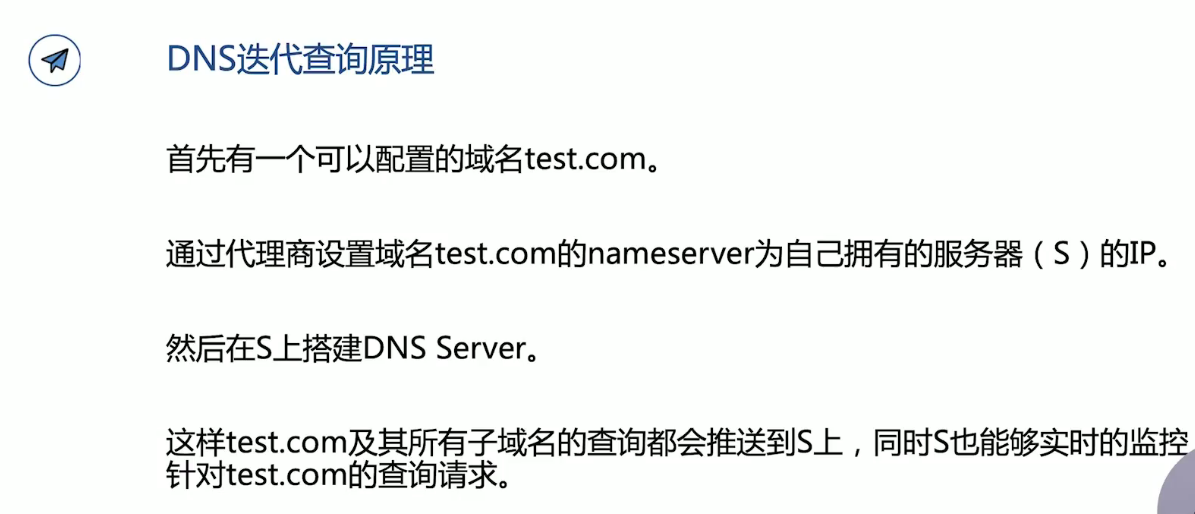 DNS迭代查询原理
首先有一个可以配置的域名test.com。
通过代理商设置域名test.com的nameserver为自己拥有的服务器（S）的IP。
然后在S上搭建DNS Server。
这样test.com及其所有子域名的查询都会推送到S上，同时S也能够实时的监控
针对test.com的查询请求。